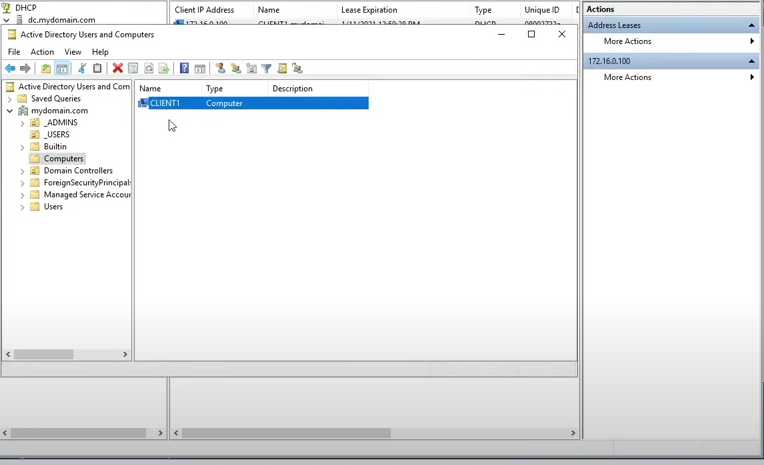 DHCP
dc.mydomain.com
Client IP Address Name Lease Expiration Type Unique ID
172.16.0.100 CLIENT1.mydomain. 1/11/2021 12:59:28 PM DHCP
Actions
Address Leases
More Actions
172.16.0.100
More Actions
Active Directory Users and Computers
File Action View Help
Active Directory Users and Com
Saved Queries
mydomain.com
_ADMINS
_USERS
Builtin
Computers
Domain Controllers
ForeignSecurityPrincipals
Managed Service Accour
Users
Name Type Description
CLIENT1 Computer